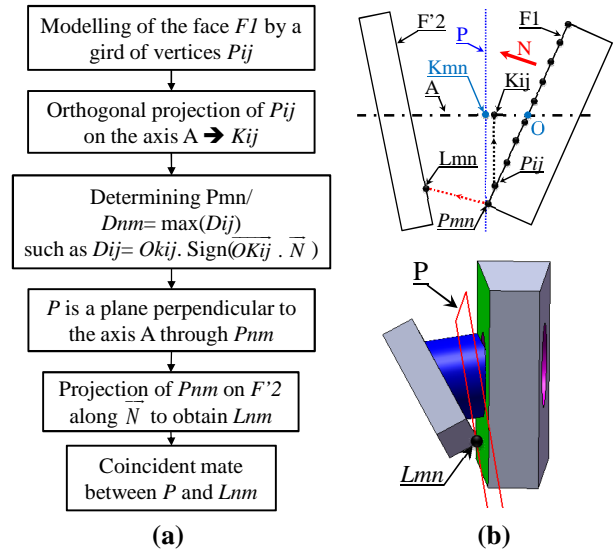 Modelling of the face F1 by a
gird of vertices Pij
Orthogonal projection of Pij
on the axis A ➔ Kij
Determining Pmn/
Dnm= max(Dij)
such as Dij= Okij. Sign(OKij . N)
P is a plane perpendicular to
the axis A through Pnm
Projection of Pnm on F'2
along N to obtain Lnm
Coincident mate
between P and Lnm
(a)
F'2
P
F1
N
Kmn
Kij
A
O
Lmn
Pij
Pmn
P
Lmn
(b)